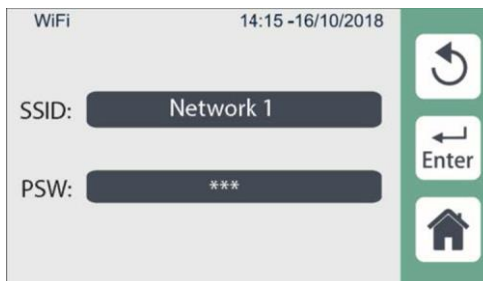 WiFi 14:15 -16/10/2018
SSID: Network 1
Enter
PSW: ***